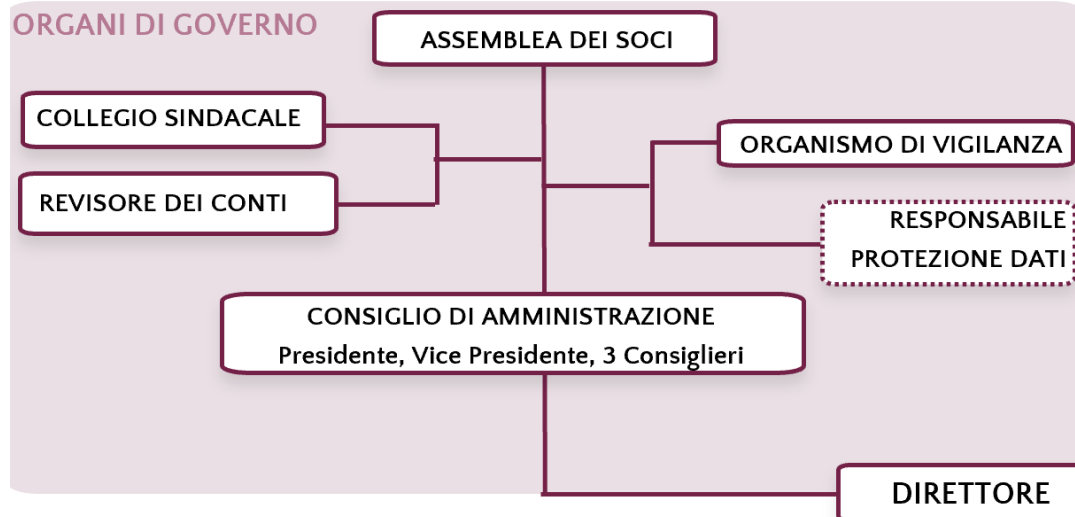 ORGANI DI GOVERNO
ASSEMBLEA DEI SOCI
COLLEGIO SINDACALE
ORGANISMO DI VIGILANZA
REVISORE DEI CONTI
RESPONSABILE
PROTEZIONE DATI
CONSIGLIO DI AMMINISTRAZIONE
Presidente, Vice Presidente, 3 Consiglieri
DIRETTORE